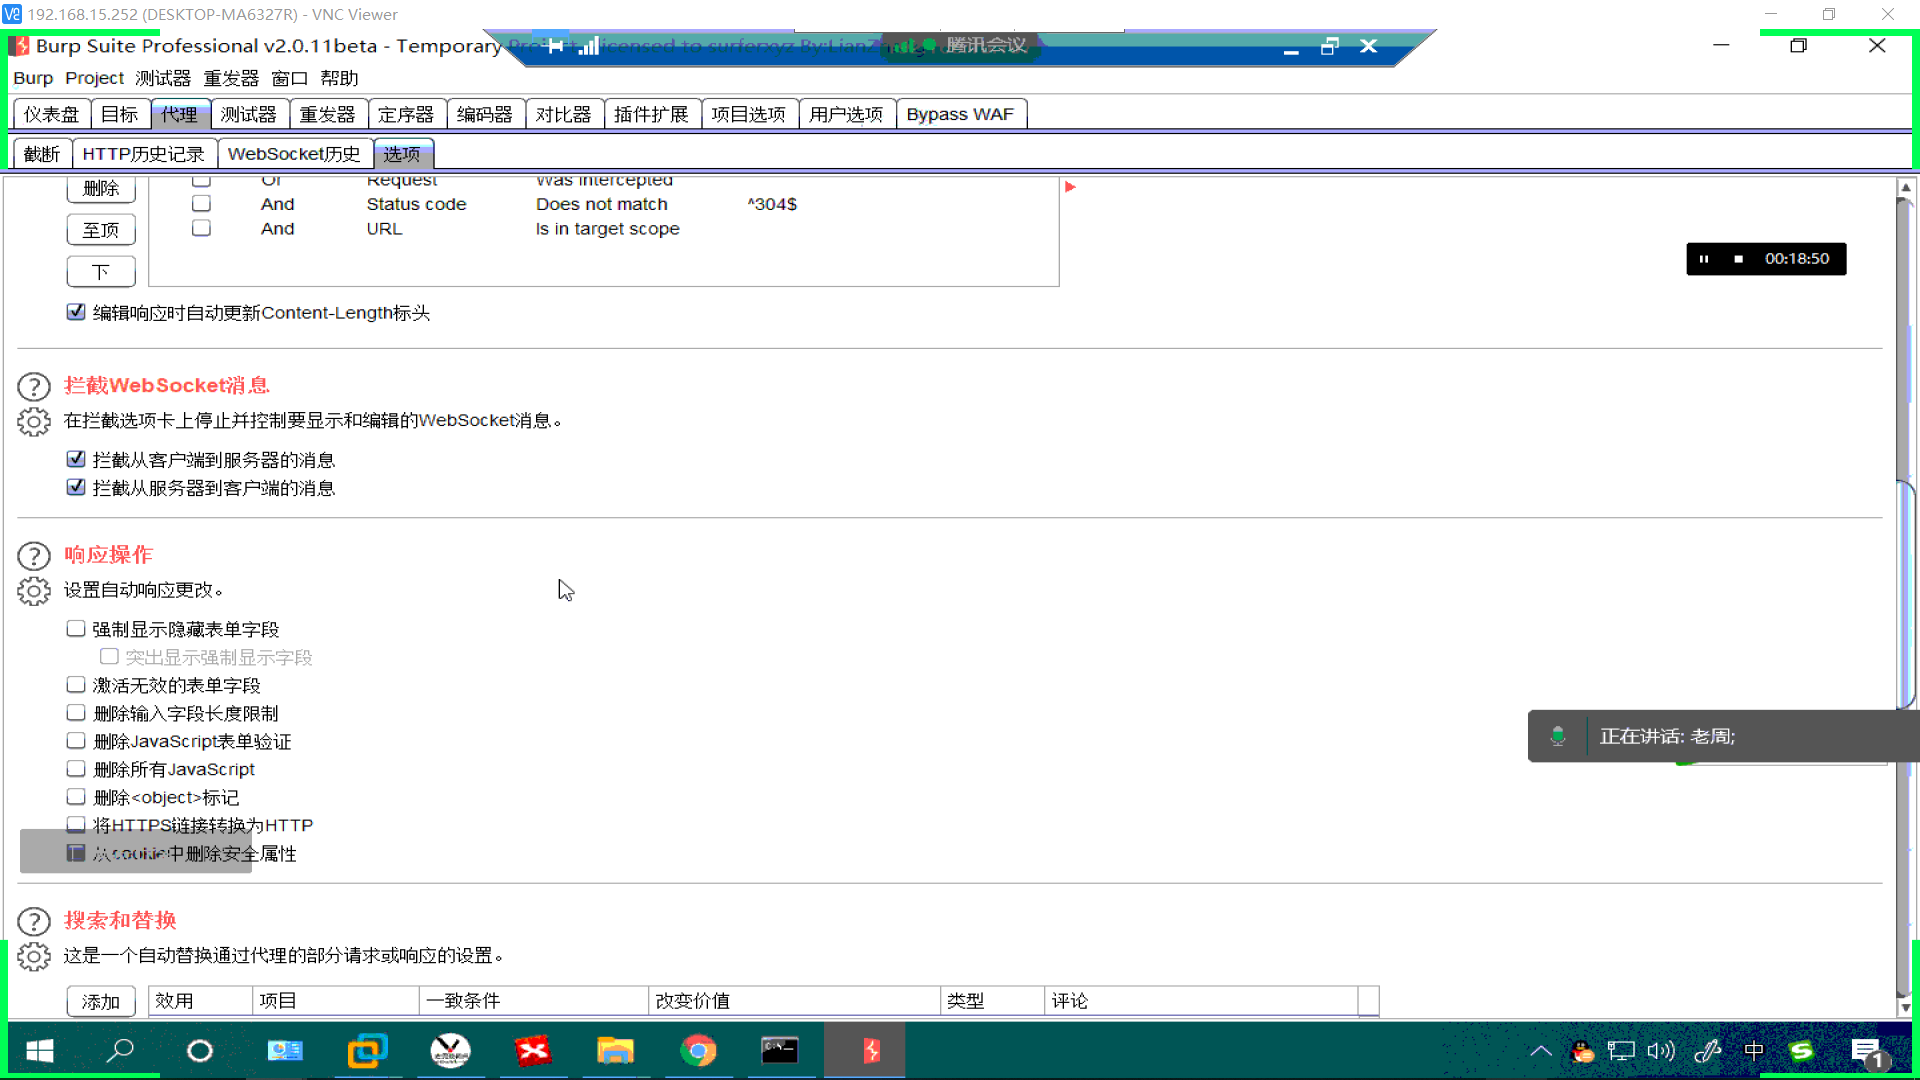 192.168.15.252 (DESKTOP-MA6327R) - VNC Viewer
Burp Suite Professional v2.0.11beta - Temporary
腾讯会议
Burp Project 测试器 重发器 窗口 帮助
仪表盘 目标 代理 测试器 重发器 定序器 编码器 对比器 插件扩展 项目选项 用户选项 Bypass WAF
截断 HTTP历史记录 WebSocket历史 选项
删除 Or Request Was intercepted
And Status code Does not match ^304$
至顶 And URL Is in target scope
下
00:18:50
编辑响应时自动更新Content-Length标头
拦截WebSocket消息
在拦截选项卡上停止并控制要显示和编辑的WebSocket消息。
拦截从客户端到服务器的消息
拦截从服务器到客户端的消息
响应操作
设置自动响应更改。
强制显示隐藏表单字段
突出显示强制显示字段
激活无效的表单字段
删除输入字段长度限制
正在讲话: 老周;
删除JavaScript表单验证
删除所有JavaScript
删除<object>标记
将HTTPS链接转换为HTTP
从cookie中删除安全属性
搜索和替换
这是一个自动替换通过代理的部分请求或响应的设置。
添加 效用 项目 一致条件 改变价值 类型 评论
中
1